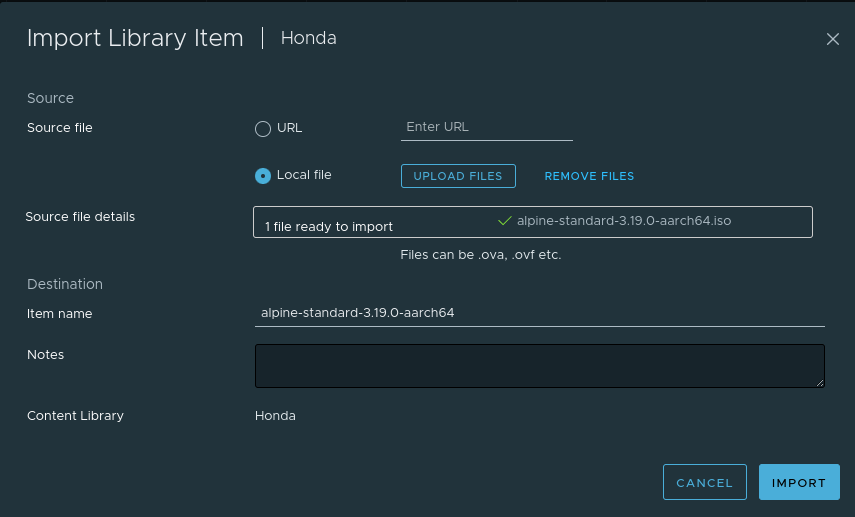 Import Library Item | Honda
Source
Source file
URL
Enter URL
Local file
UPLOAD FILES
REMOVE FILES
Source file details
1 file ready to import
alpine-standard-3.19.0-aarch64.iso
Files can be .ova, .ovf etc.
Destination
Item name
alpine-standard-3.19.0-aarch64
Notes
Content Library
Honda
CANCEL
IMPORT